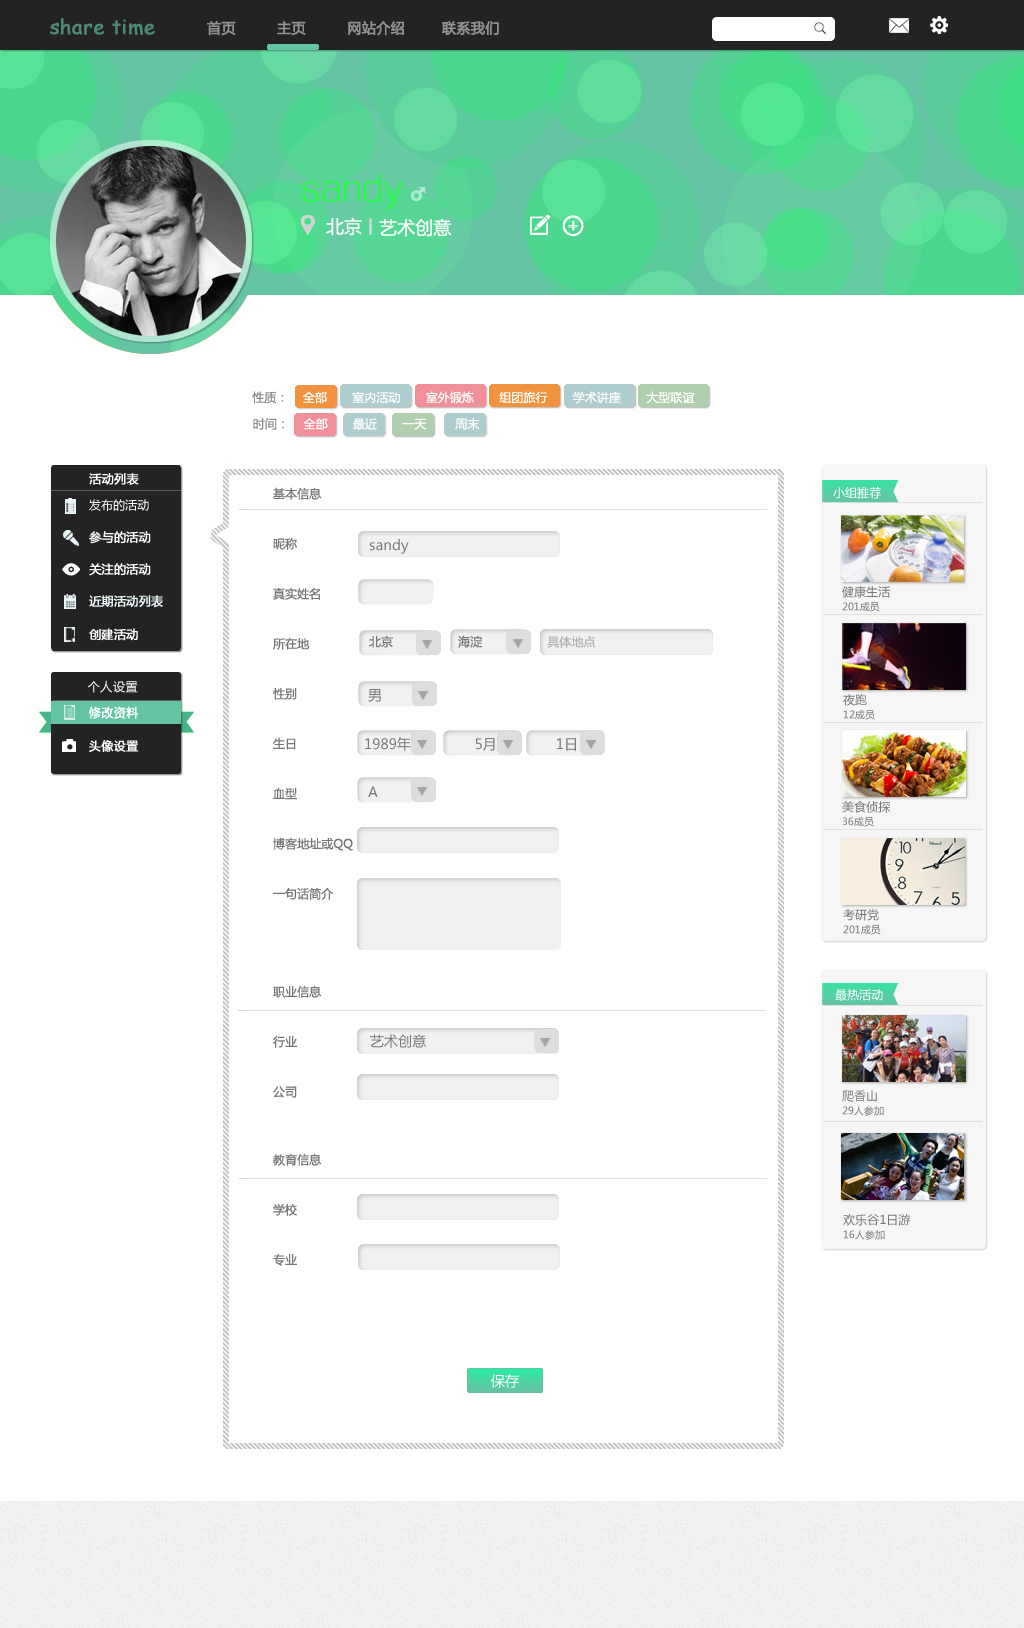 share time 首页 主页 网站介绍 联系我们
sandy
北京 | 艺术创意
性质： 全部 室内活动 室外锻炼 组团旅行 学术讲座 大型联谊
时间： 全部 最近 一天 周末
活动列表
发布的活动
参与的活动
关注的活动
近期活动列表
创建活动
个人设置
修改资料
头像设置
基本信息
昵称 sandy
真实姓名
所在地 北京 海淀 具体地点
性别 男
生日 1989年 5月 1日
血型 A
博客地址或QQ
一句话简介
职业信息
行业 艺术创意
公司
教育信息
学校
专业
保存
小组推荐
健康生活
201成员
夜跑
12成员
美食侦探
36成员
10 11 12 1
9
8
7 6 5
考研党
201成员
最热活动
爬香山
29人参加
欢乐谷1日游
16人参加